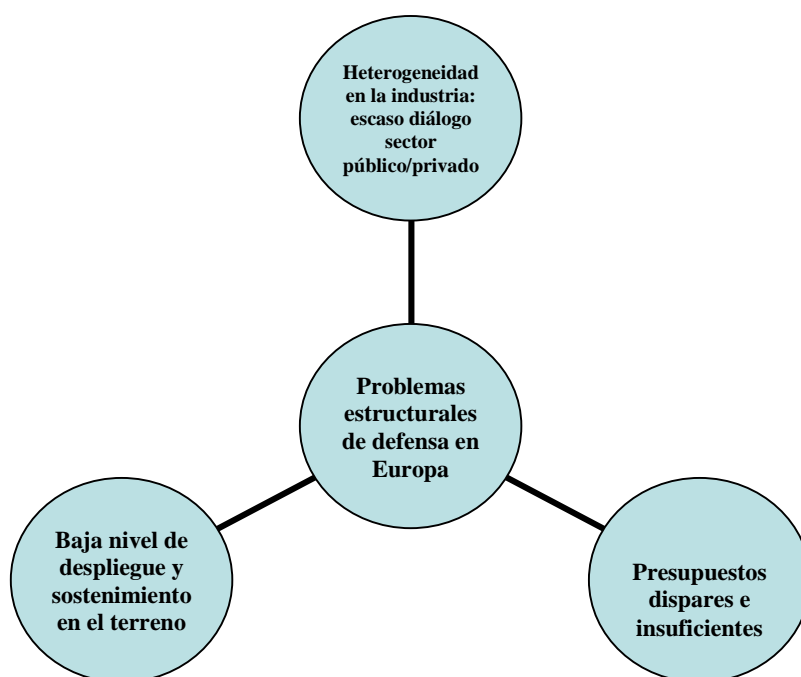 Heterogeneidad
en la industria:
escaso diálogo
sector
público/privado
Problemas
estructurales
de defensa en
Europa
Baja nivel de
despliegue y
sostenimiento
en el terreno
Presupuestos
dispares e
insuficientes